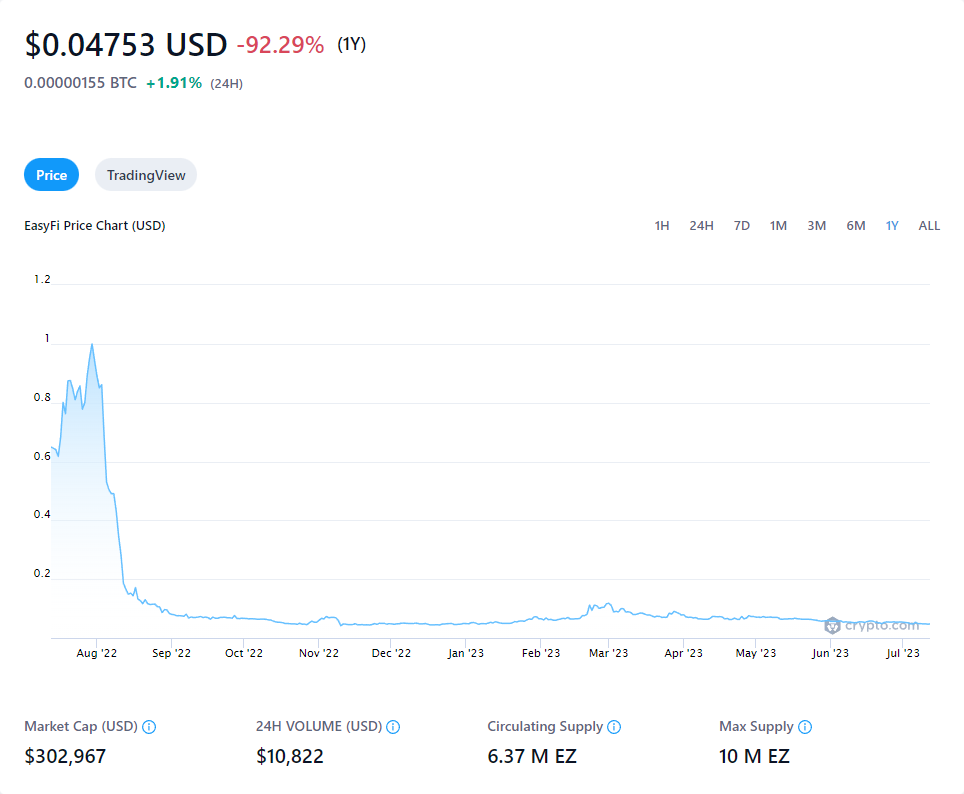 $0.04753 USD -92.29% (1Y)
0.00000155 BTC +1.91% (24H)
Price TradingView
EasyFi Price Chart (USD) 1H 24H 7D 1M 3M 6M 1Y ALL
1.2
1
0.8
0.6
0.4
0.2
crypto.com
Aug '22 Sep '22 Oct '22 Nov '22 Dec '22 Jan '23 Feb '23 Mar '23 Apr '23 May '23 Jun '23 Jul '23
Market Cap (USD) 24H VOLUME (USD) Circulating Supply Max Supply
$302,967 $10,822 6.37 M EZ 10 M EZ